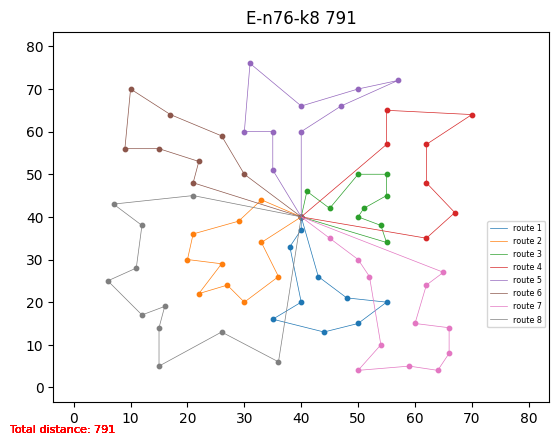 E-n76-k8 791
80
70
60
50
40
30
20
10
0
route 1
route 2
route 3
route 4
route 5
route 6
route 7
route 8
0 10 20 30 40 50 60 70 80
Total distance: 791